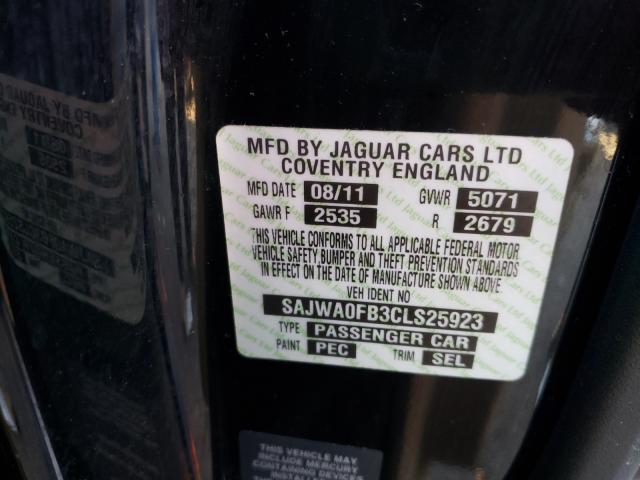 MFD BY JAGUAR CARS LTD
COVENTRY ENGLAND
MFD DATE 08/11 GVWR 5071
GAWR F 2535 R 2679
THIS VEHICLE CONFORMS TO ALL APPLICABLE FEDERAL MOTOR
VEHICLE SAFETY, BUMPER AND THEFT PREVENTION STANDARDS
IN EFFECT ON THE DATE OF MANUFACTURE SHOWN ABOVE.
VEH IDENT NO
SAJWA0FB3CLS25923
TYPE PASSENGER CAR
PAINT PEC TRIM SEL
THIS VEHICLE MAY
INCLUDE MERCURY
CONTAINING DEVICES